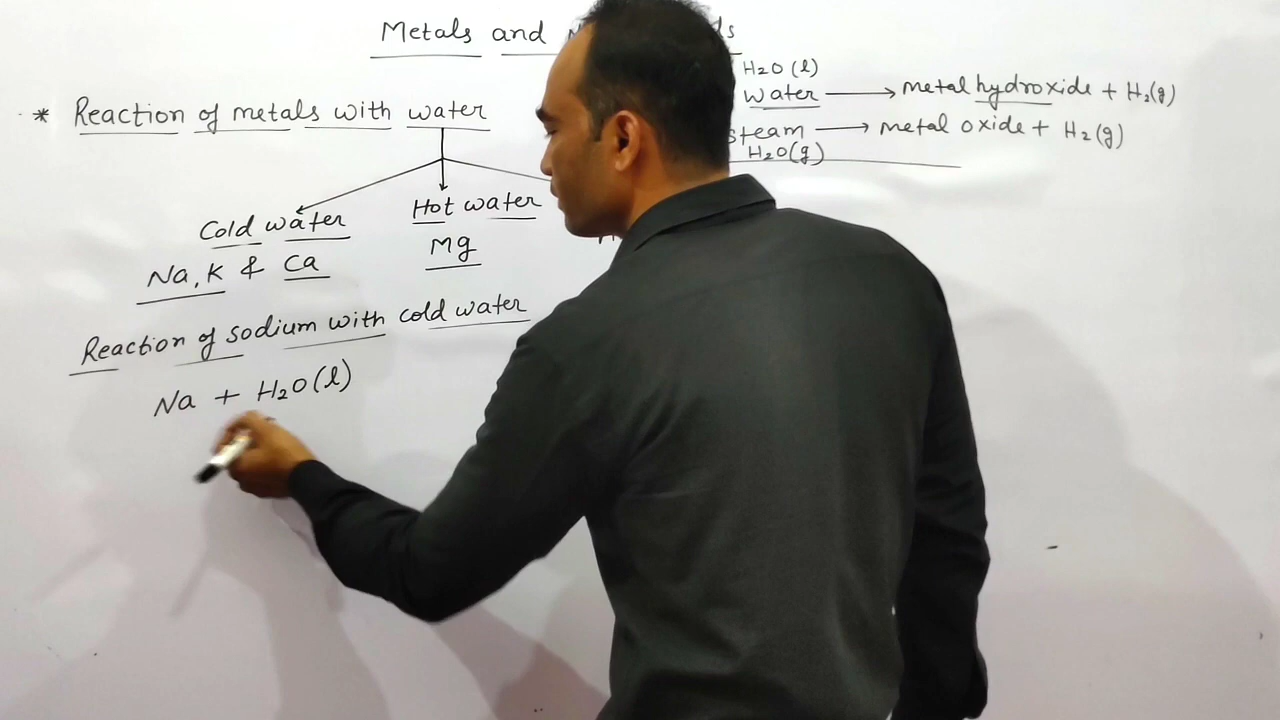 Metals and
* Reaction of metals with water
H2O (l)
Water → metal hydroxide + H2(g)
steam → metal oxide + H2(g)
H2O(g)
Cold water
Hot water
Na, K & Ca
Mg
Reaction of sodium with cold water
Na + H2O(l)